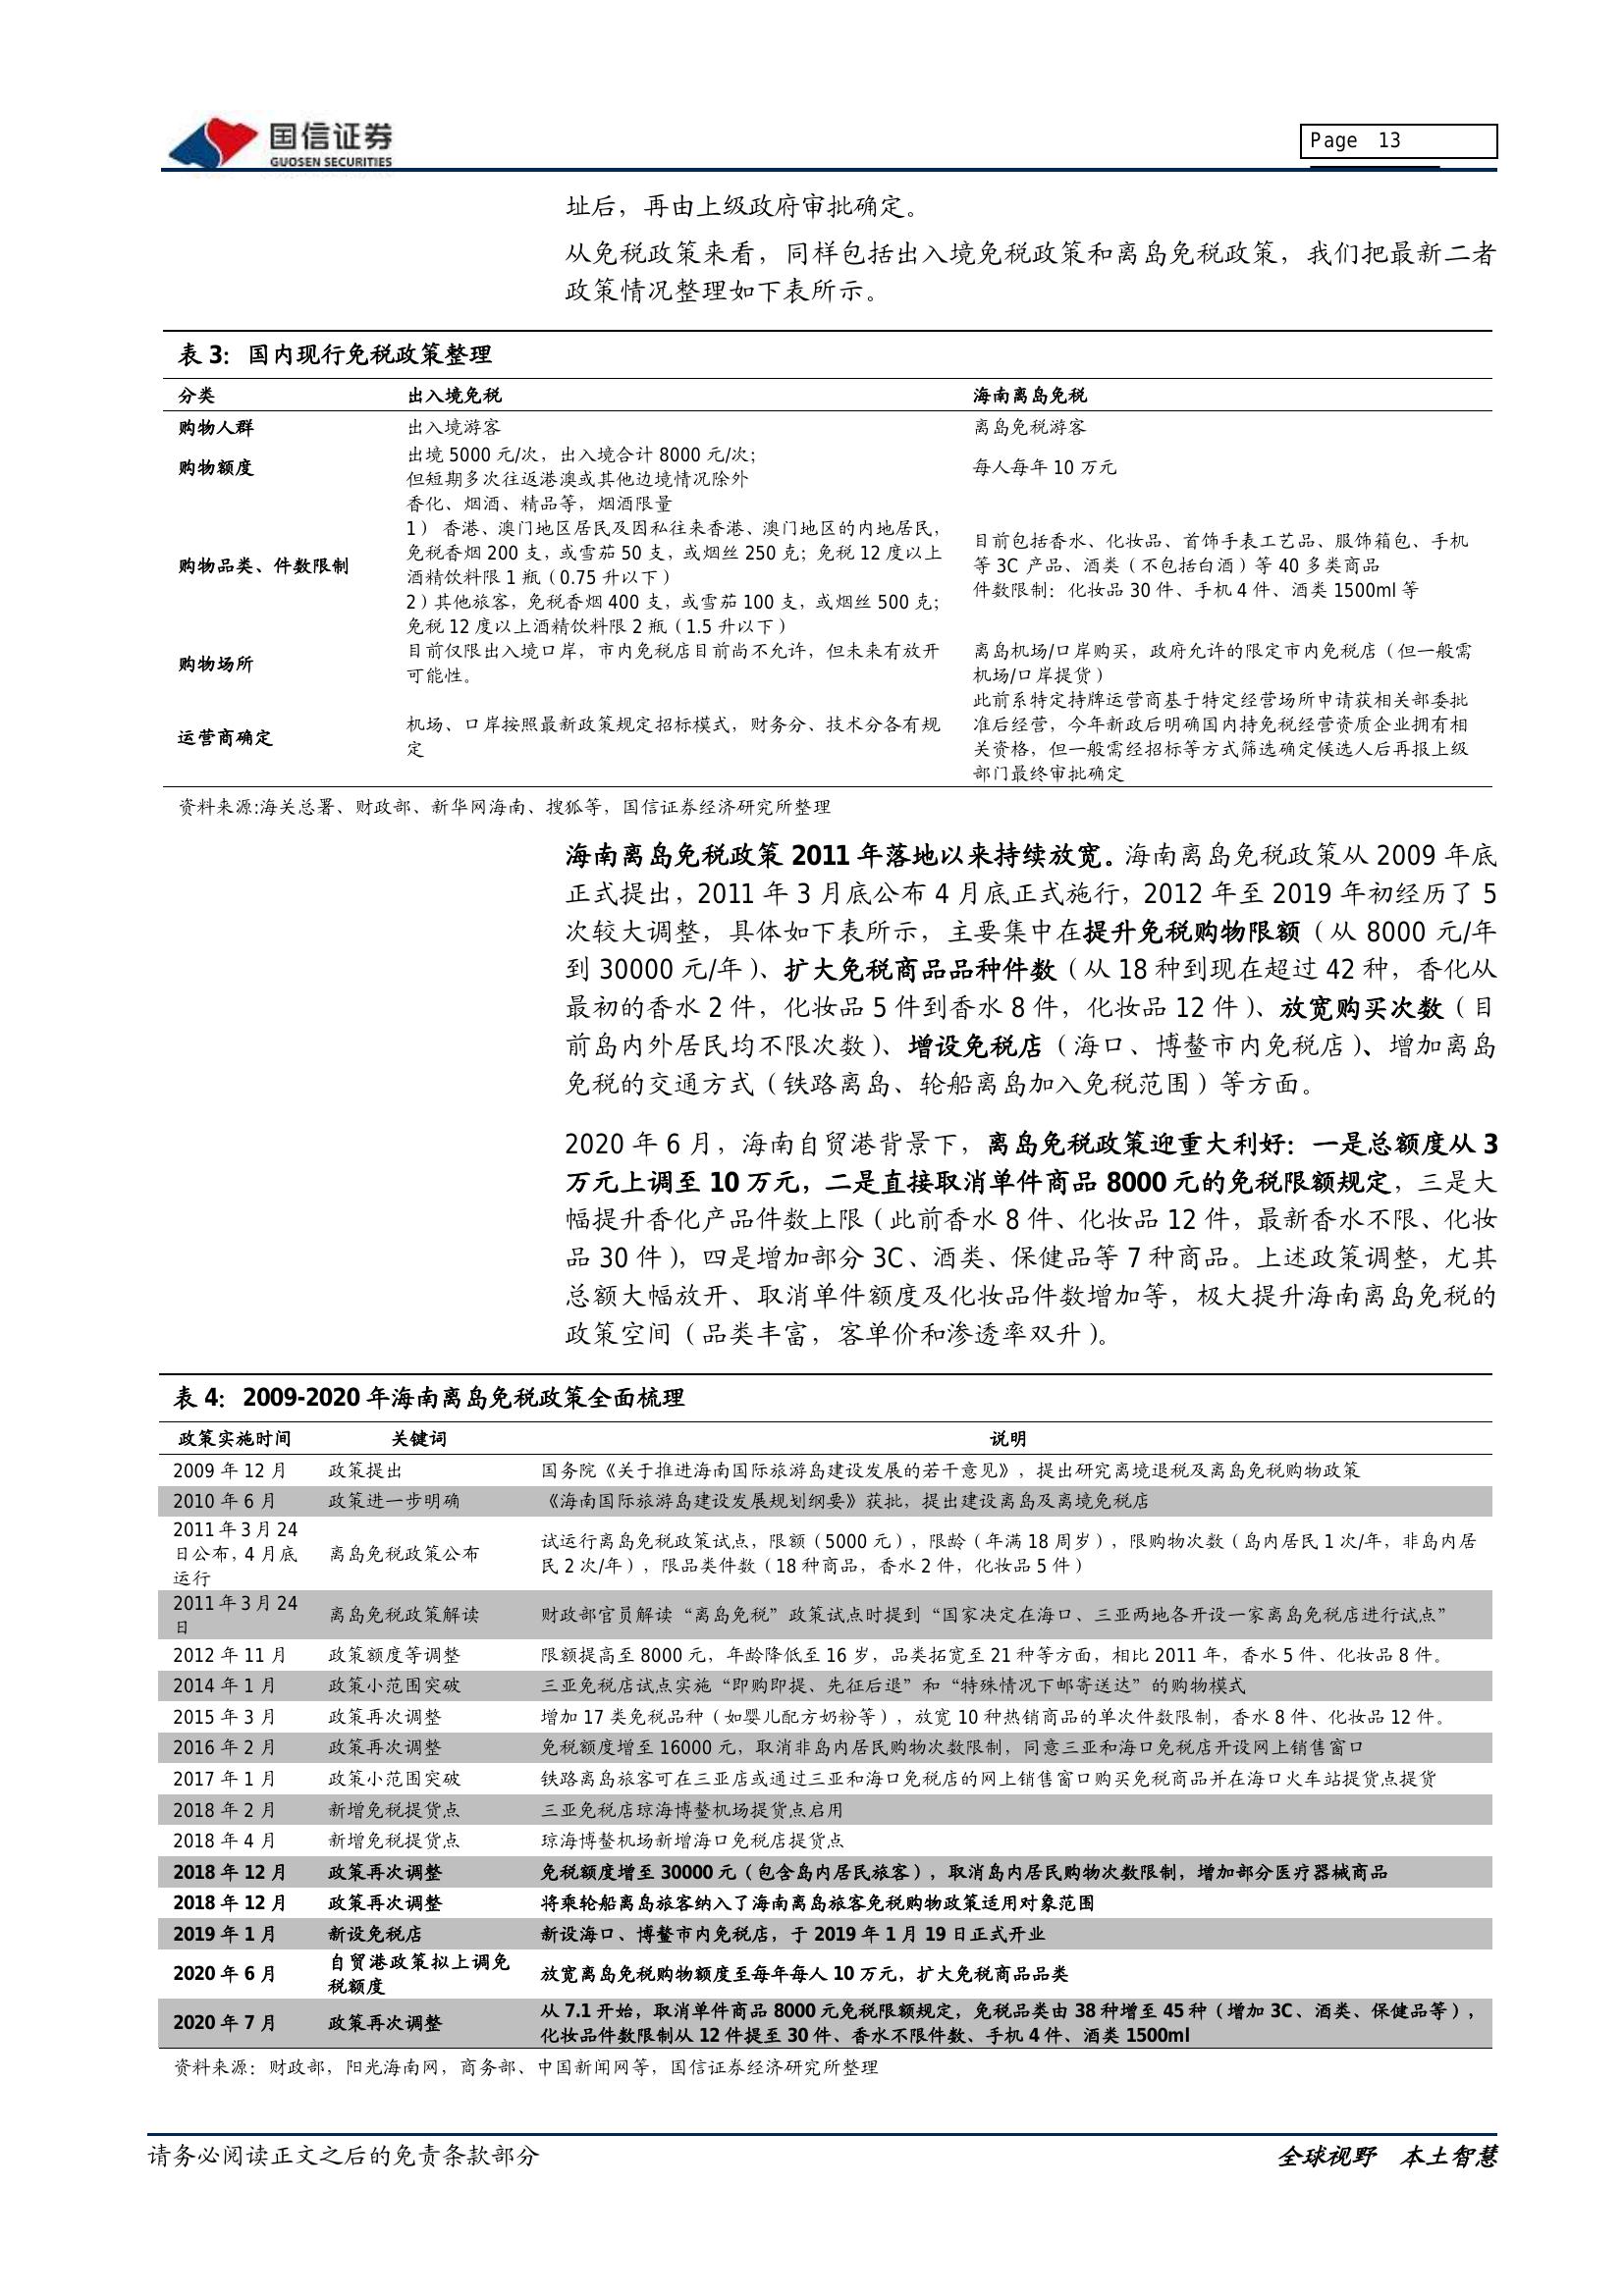 国信证券
GUOSEN SECURITIES
Page 13
址后，再由上级政府审批确定。
从免税政策来看，同样包括出入境免税政策和离岛免税政策，我们把最新二者
政策情况整理如下表所示。
表 3：国内现行免税政策整理
分类 出入境免税 海南离岛免税
购物人群 出入境游客 离岛免税游客
购物额度 出境 5000 元/次，出入境合计 8000 元/次；
但短期多次往返港澳或其他边境情况除外
每人每年 10 万元
购物品类、件数限制 香化、烟酒、精品等，烟酒限量
1） 香港、澳门地区居民及因私往来香港、澳门地区的内地居民，
免税香烟 200 支，或雪茄 50 支，或烟丝 250 克；免税 12 度以上
酒精饮料限 1 瓶（0.75 升以下）
2）其他旅客，免税香烟 400 支，或雪茄 100 支，或烟丝 500 克；
免税 12 度以上酒精饮料限 2 瓶（1.5 升以下）
目前包括香水、化妆品、首饰手表工艺品、服饰箱包、手机
等 3C 产品、酒类（不包括白酒）等 40 多类商品
件数限制：化妆品 30 件、手机 4 件、酒类 1500ml 等
购物场所 目前仅限出入境口岸，市内免税店目前尚不允许，但未来有放开
可能性。
离岛机场/口岸购买，政府允许的限定市内免税店（但一般需
机场/口岸提货）
运营商确定 机场、口岸按照最新政策规定招标模式，财务分、技术分各有规
定
此前系特定持牌运营商基于特定经营场所申请获相关部委批
准后经营，今年新政后明确国内持免税经营资质企业拥有相
关资格，但一般需经招标等方式筛选确定候选人后再报上级
部门最终审批确定
资料来源:海关总署、财政部、新华网海南、搜狐等，国信证券经济研究所整理
海南离岛免税政策 2011 年落地以来持续放宽。海南离岛免税政策从 2009 年底
正式提出，2011 年 3 月底公布 4 月底正式施行，2012 年至 2019 年初经历了 5
次较大调整，具体如下表所示，主要集中在提升免税购物限额（从 8000 元/年
到 30000 元/年）、扩大免税商品品种件数（从 18 种到现在超过 42 种，香化从
最初的香水 2 件，化妆品 5 件到香水 8 件，化妆品 12 件）、放宽购买次数（目
前岛内外居民均不限次数）、增设免税店（海口、博鳌市内免税店）、增加离岛
免税的交通方式（铁路离岛、轮船离岛加入免税范围）等方面。
2020 年 6 月，海南自贸港背景下，离岛免税政策迎重大利好：一是总额度从 3
万元上调至 10 万元，二是直接取消单件商品 8000 元的免税限额规定，三是大
幅提升香化产品件数上限（此前香水 8 件、化妆品 12 件，最新香水不限、化妆
品 30 件），四是增加部分 3C、酒类、保健品等 7 种商品。上述政策调整，尤其
总额大幅放开、取消单件额度及化妆品件数增加等，极大提升海南离岛免税的
政策空间（品类丰富，客单价和渗透率双升）。
表 4：2009-2020 年海南离岛免税政策全面梳理
政策实施时间 关键词 说明
2009 年 12 月 政策提出 国务院《关于推进海南国际旅游岛建设发展的若干意见》，提出研究离境退税及离岛免税购物政策
2010 年 6 月 政策进一步明确 《海南国际旅游岛建设发展规划纲要》获批，提出建设离岛及离境免税店
2011 年 3 月 24
日公布，4 月底
运行
离岛免税政策公布
试运行离岛免税政策试点，限额（5000 元），限龄（年满 18 周岁），限购物次数（岛内居民 1 次/年，非岛内居
民 2 次/年），限品类件数（18 种商品，香水 2 件，化妆品 5 件）
2011 年 3 月 24
日
离岛免税政策解读 财政部官员解读“离岛免税”政策试点时提到“国家决定在海口、三亚两地各开设一家离岛免税店进行试点”
2012 年 11 月 政策额度等调整 限额提高至 8000 元，年龄降低至 16 岁，品类拓宽至 21 种等方面，相比 2011 年，香水 5 件、化妆品 8 件。
2014 年 1 月 政策小范围突破 三亚免税店试点实施“即购即提、先征后退”和“特殊情况下邮寄送达”的购物模式
2015 年 3 月 政策再次调整 增加 17 类免税品种（如婴儿配方奶粉等），放宽 10 种热销商品的单次件数限制，香水 8 件、化妆品 12 件。
2016 年 2 月 政策再次调整 免税额度增至 16000 元，取消非岛内居民购物次数限制，同意三亚和海口免税店开设网上销售窗口
2017 年 1 月 政策小范围突破 铁路离岛旅客可在三亚店或通过三亚和海口免税店的网上销售窗口购买免税商品并在海口火车站提货点提货
2018 年 2 月 新增免税提货点 三亚免税店琼海博鳌机场提货点启用
2018 年 4 月 新增免税提货点 琼海博鳌机场新增海口免税店提货点
2018 年 12 月 政策再次调整 免税额度增至 30000 元（包含岛内居民旅客），取消岛内居民购物次数限制，增加部分医疗器械商品
2018 年 12 月 政策再次调整 将乘轮船离岛旅客纳入了海南离岛旅客免税购物政策适用对象范围
2019 年 1 月 新设免税店 新设海口、博鳌市内免税店，于 2019 年 1 月 19 日正式开业
2020 年 6 月 自贸港政策拟上调免
税额度
放宽离岛免税购物额度至每年每人 10 万元，扩大免税商品品类
2020 年 7 月 政策再次调整 从 7.1 开始，取消单件商品 8000 元免税限额规定，免税品类由 38 种增至 45 种（增加 3C、酒类、保健品等），
化妆品件数限制从 12 件提至 30 件、香水不限件数、手机 4 件、酒类 1500ml
资料来源：财政部，阳光海南网，商务部、中国新闻网等，国信证券经济研究所整理
请务必阅读正文之后的免责条款部分
全球视野 本土智慧